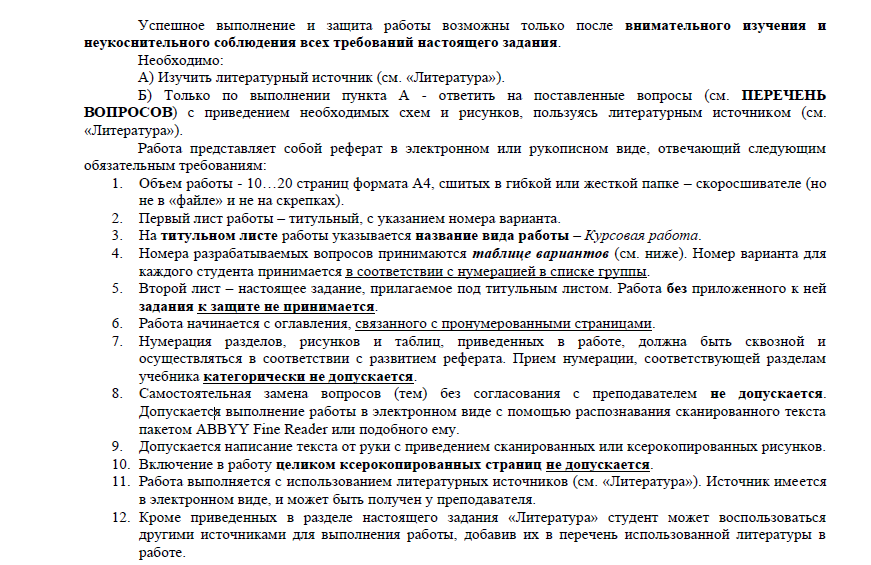 Успешное выполнение и защита работы возможны только после внимательного изучения и
неукоснительного соблюдения всех требований настоящего задания.
Необходимо:
А) Изучить литературный источник (см. «Литература»).
Б) Только по выполнении пункта А - ответить на поставленные вопросы (см. ПЕРЕЧЕНЬ
ВОПРОСОВ) с приведением необходимых схем и рисунков, пользуясь литературным источником (см.
«Литература»).
Работа представляет собой реферат в электронном или рукописном виде, отвечающий следующим
обязательным требованиям:
1. Объем работы - 10…20 страниц формата А4, сшитых в гибкой или жесткой папке – скоросшивателе (но
не в «файле» и не на скрепках).
2. Первый лист работы – титульный, с указанием номера варианта.
3. На титульном листе работы указывается название вида работы – Курсовая работа.
4. Номера разрабатываемых вопросов принимаются таблице вариантов (см. ниже). Номер варианта для
каждого студента принимается в соответствии с нумерацией в списке группы.
5. Второй лист – настоящее задание, прилагаемое под титульным листом. Работа без приложенного к ней
задания к защите не принимается.
6. Работа начинается с оглавления, связанного с пронумерованными страницами.
7. Нумерация разделов, рисунков и таблиц, приведенных в работе, должна быть сквозной и
осуществляться в соответствии с развитием реферата. Прием нумерации, соответствующей разделам
учебника категорически не допускается.
8. Самостоятельная замена вопросов (тем) без согласования с преподавателем не допускается.
Допускается выполнение работы в электронном виде с помощью распознавания сканированного текста
пакетом ABBYY Fine Reader или подобного ему.
9. Допускается написание текста от руки с приведением сканированных или ксерокопированных рисунков.
10. Включение в работу целиком ксерокопированных страниц не допускается.
11. Работа выполняется с использованием литературных источников (см. «Литература»). Источник имеется
в электронном виде, и может быть получен у преподавателя.
12. Кроме приведенных в разделе настоящего задания «Литература» студент может воспользоваться
другими источниками для выполнения работы, добавив их в перечень использованной литературы в
работе.